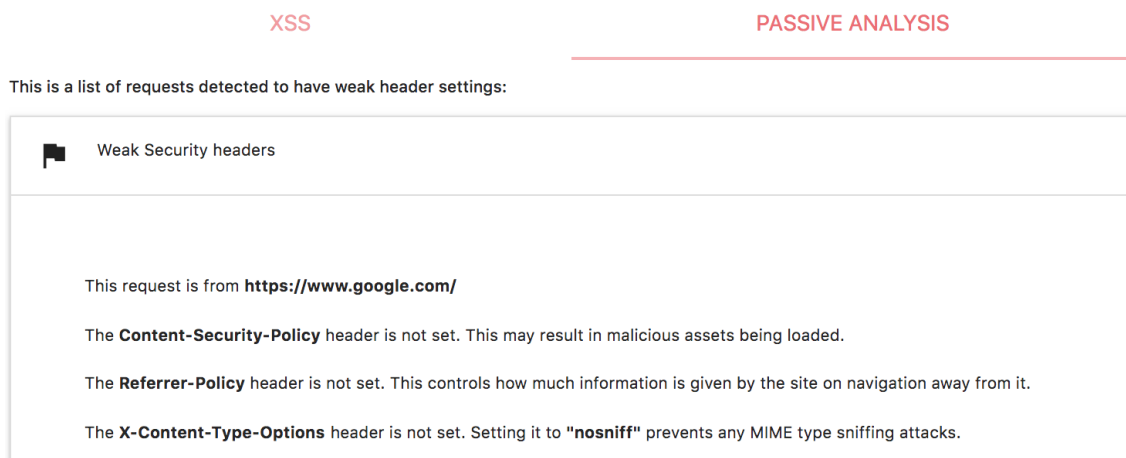 XSS
PASSIVE ANALYSIS
This is a list of requests detected to have weak header settings:
Weak Security headers
This request is from https://www.google.com/
The Content-Security-Policy header is not set. This may result in malicious assets being loaded.
The Referrer-Policy header is not set. This controls how much information is given by the site on navigation away from it.
The X-Content-Type-Options header is not set. Setting it to "nosniff" prevents any MIME type sniffing attacks.